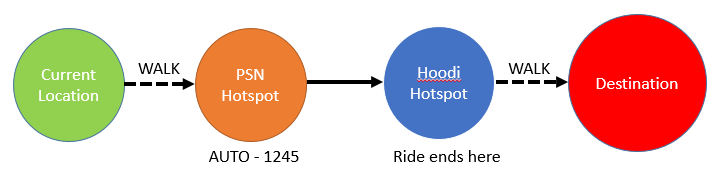 Current
Location
WALK
PSN
Hotspot
AUTO - 1245
Hoodi
Hotspot
Ride ends here
WALK
Destination